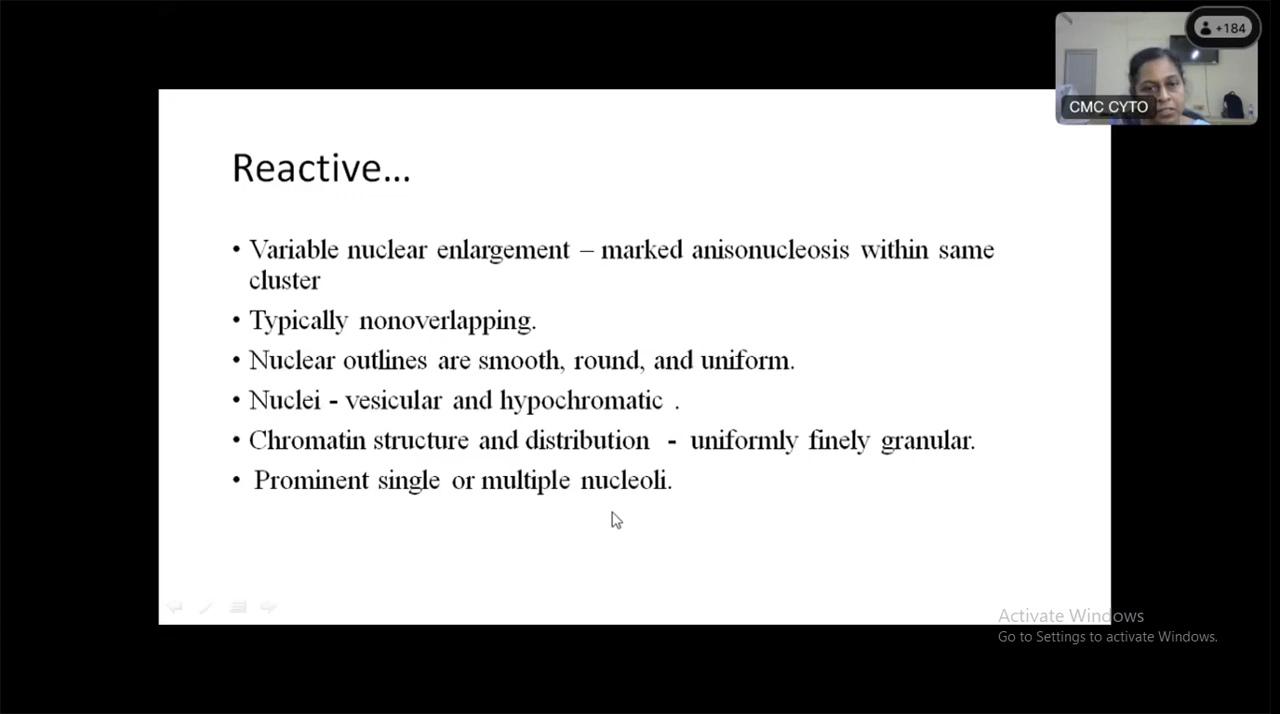 +184
CMC CYTO
Reactive...
• Variable nuclear enlargement – marked anisonucleosis within same
cluster
• Typically nonoverlapping.
• Nuclear outlines are smooth, round, and uniform.
• Nuclei - vesicular and hypochromatic .
• Chromatin structure and distribution - uniformly finely granular.
• Prominent single or multiple nucleoli.
Activate Windows
Go to Settings to activate Windows.